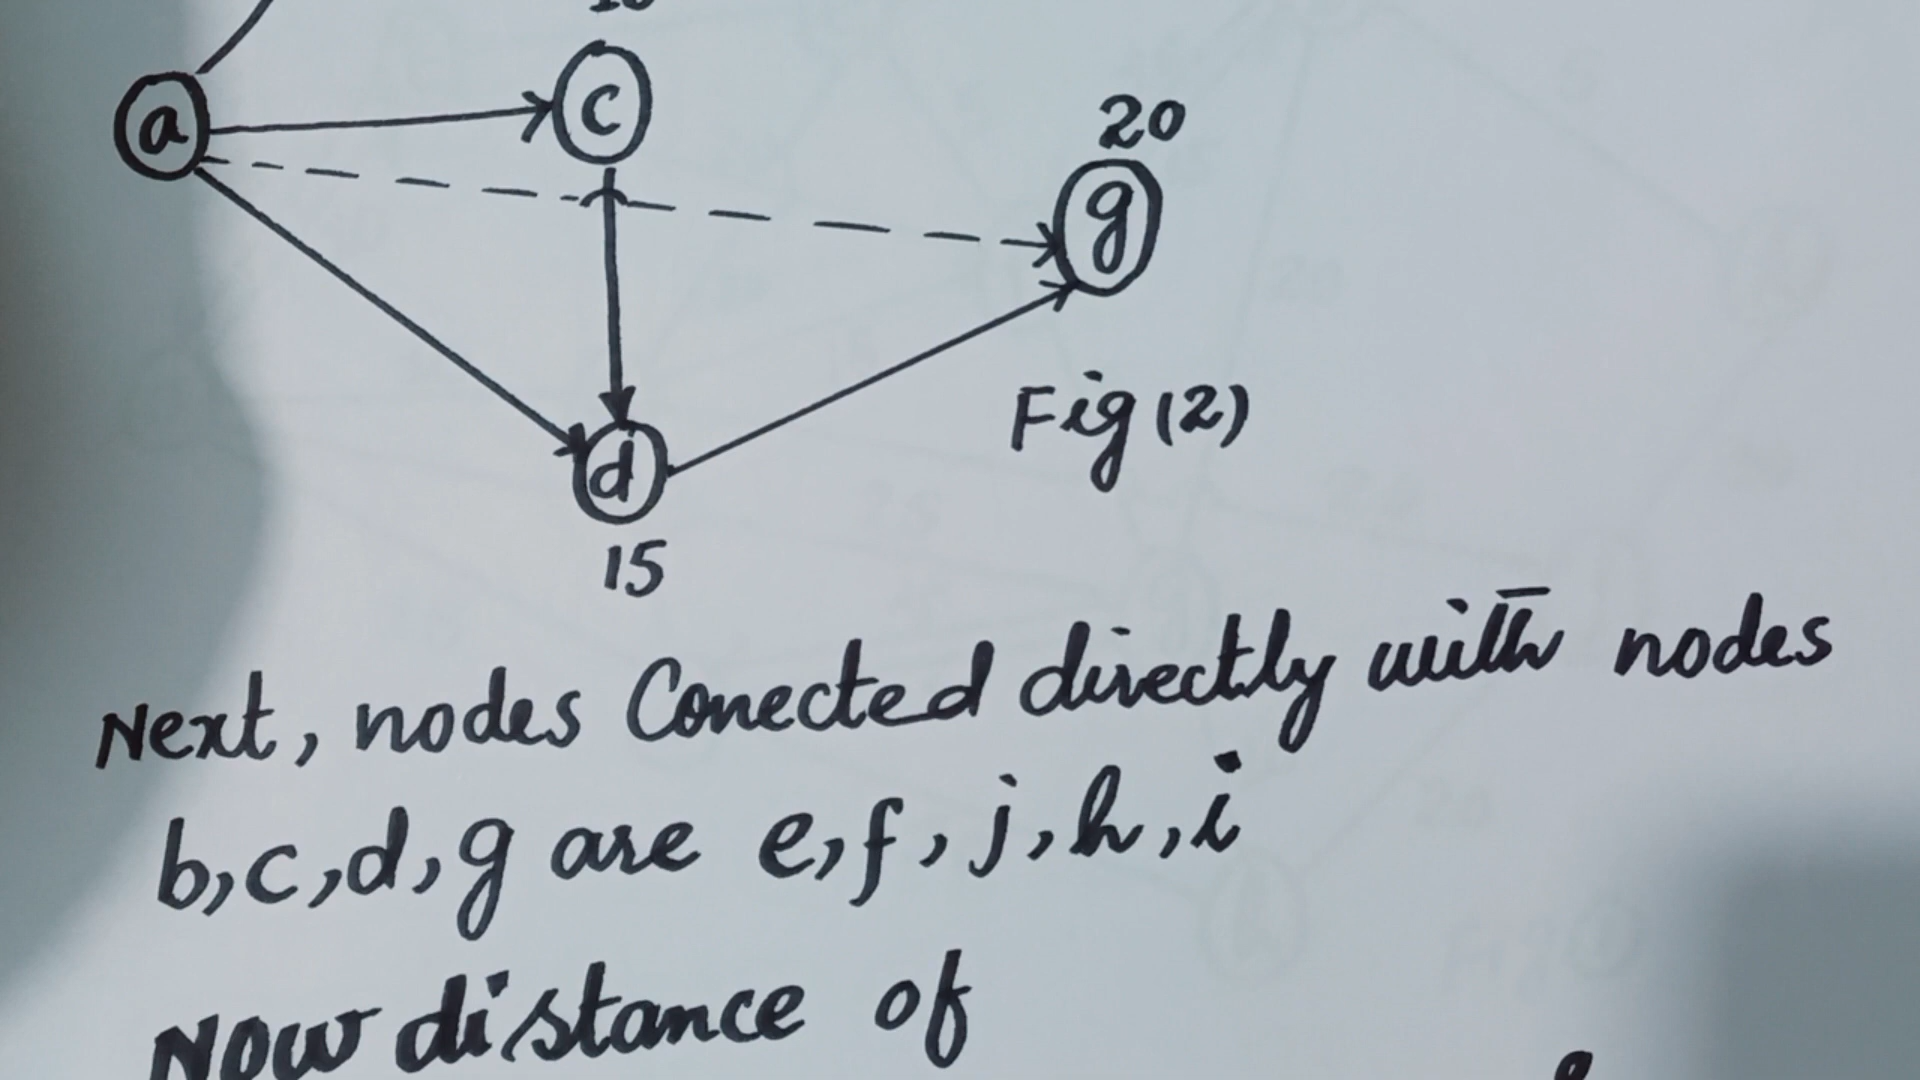 a
c
20
g
Fig (2)
d
15
Next, nodes Conected directly with nodes
b, c, d, g are e, f, j, h, i
Now distance of